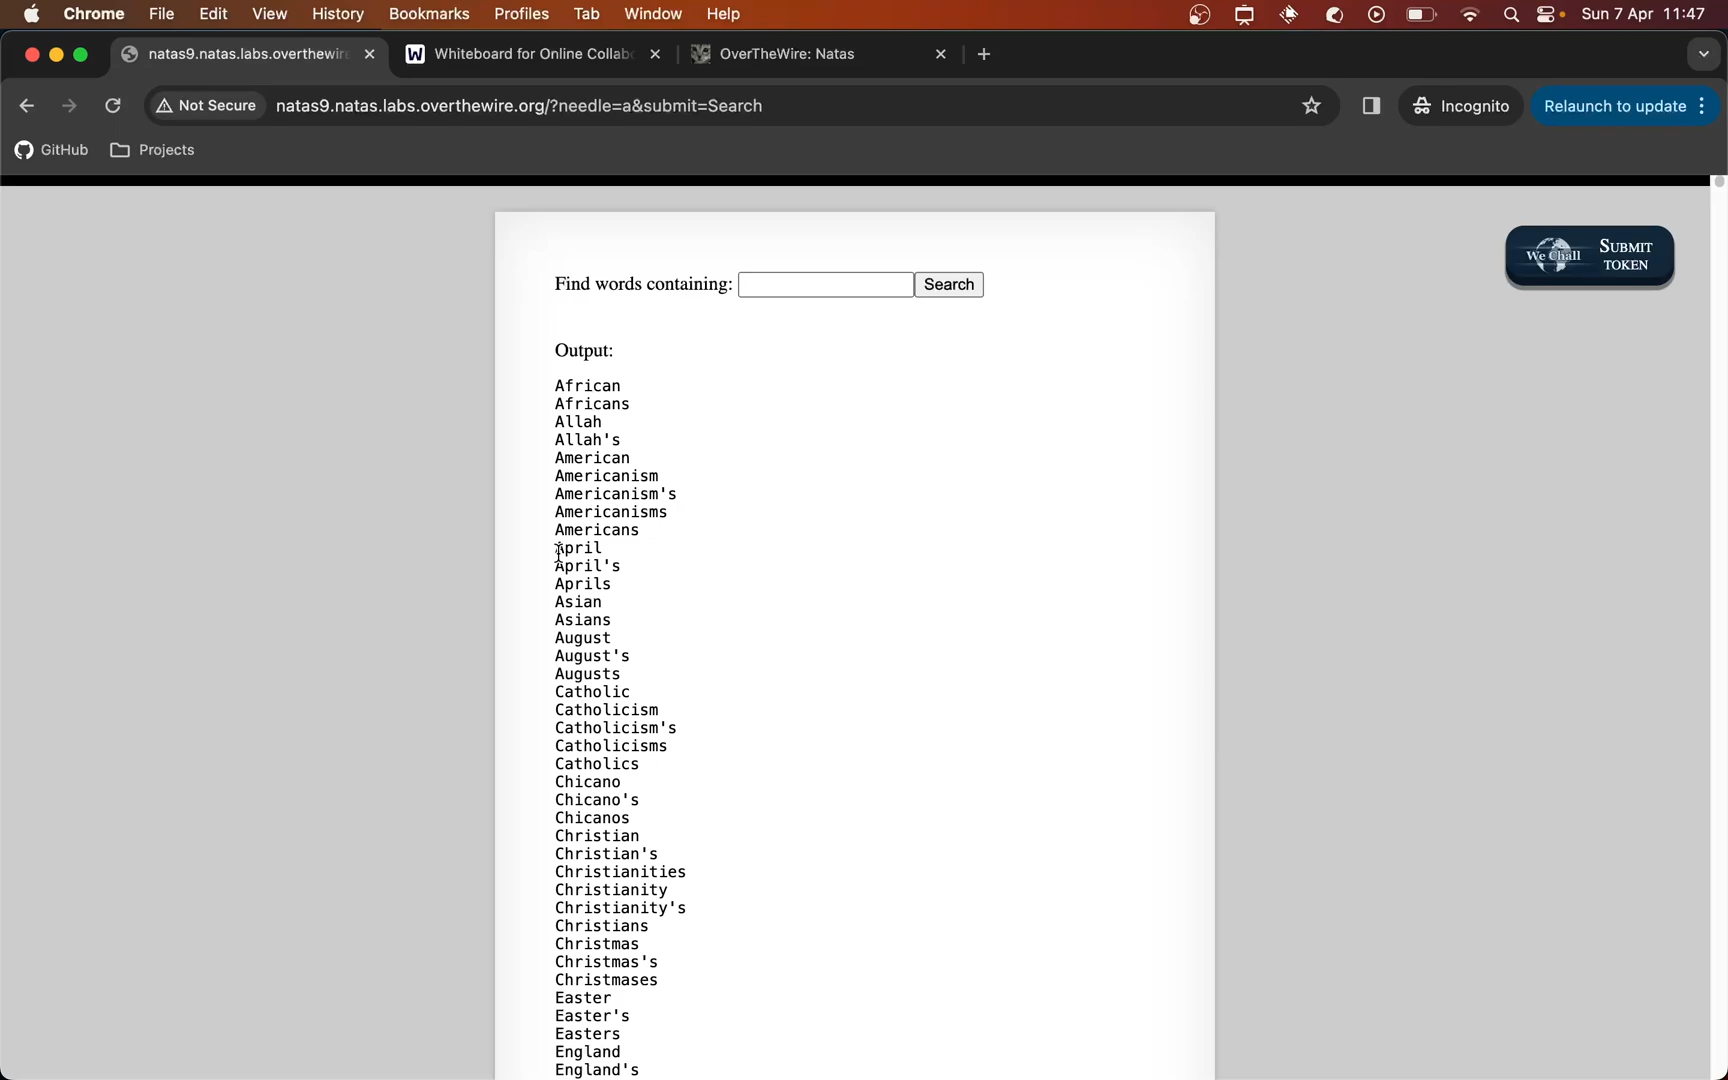 Chrome File Edit View History Bookmarks Profiles Tab Window Help Sun 7 Apr 11:47
natas9.natas.labs.overthewire Whiteboard for Online Collab OverTheWire: Natas
Not Secure natas9.natas.labs.overthewire.org/?needle=a&submit=Search Incognito Relaunch to update
GitHub Projects
Find words containing: Search
We Chall SUBMIT TOKEN
Output:
African
Africans
Allah
Allah's
American
Americanism
Americanism's
Americanisms
Americans
April
April's
Aprils
Asian
Asians
August
August's
Augusts
Catholic
Catholicism
Catholicism's
Catholicisms
Catholics
Chicano
Chicano's
Chicanos
Christian
Christian's
Christianities
Christianity
Christianity's
Christians
Christmas
Christmas's
Christmases
Easter
Easter's
Easters
England
England's